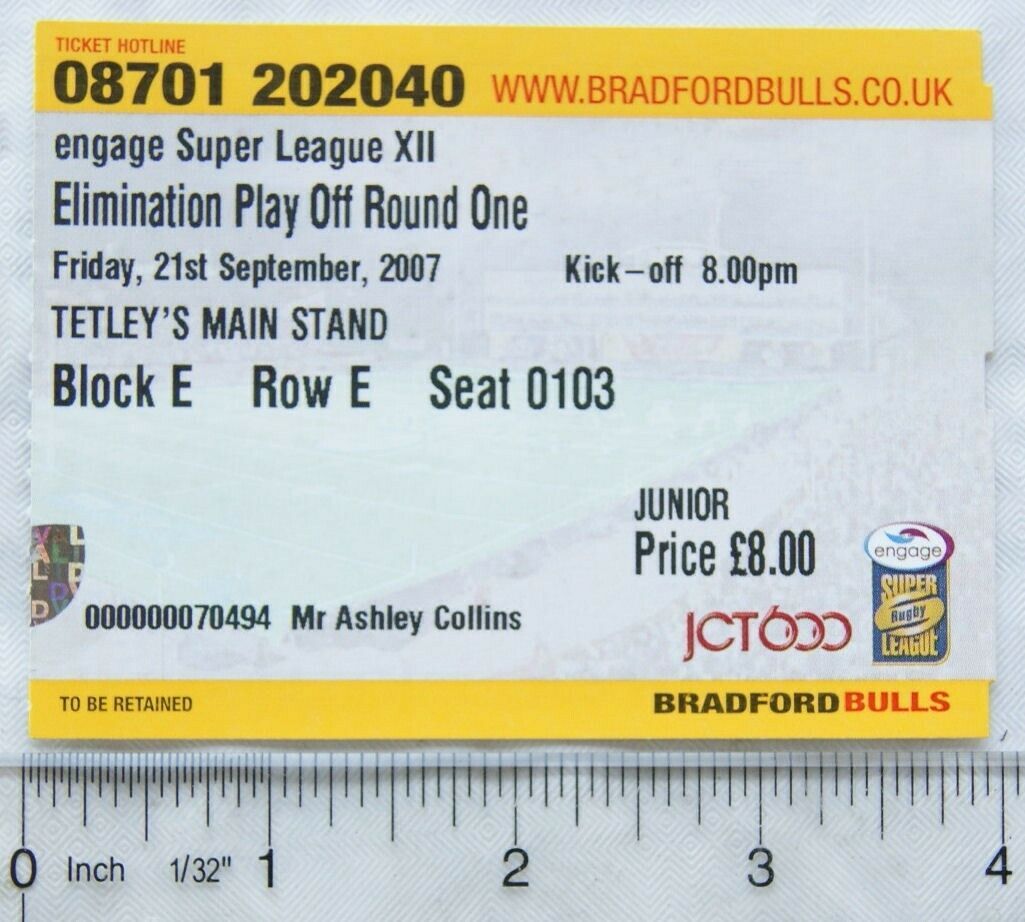 TICKET HOTLINE
08701 202040 WWW.BRADFORDBULLS.CO.UK
engage Super League XII
Elimination Play Off Round One
Friday, 21st September, 2007 Kick-off 8.00pm
TETLEY'S MAIN STAND
Block E Row E Seat 0103
JUNIOR
Price £8.00
engage
SUPER
Rugby
LEAGUE
000000070494 Mr Ashley Collins
JCT600
TO BE RETAINED
BRADFORDBULLS
0 Inch 1/32" 1 2 3 4